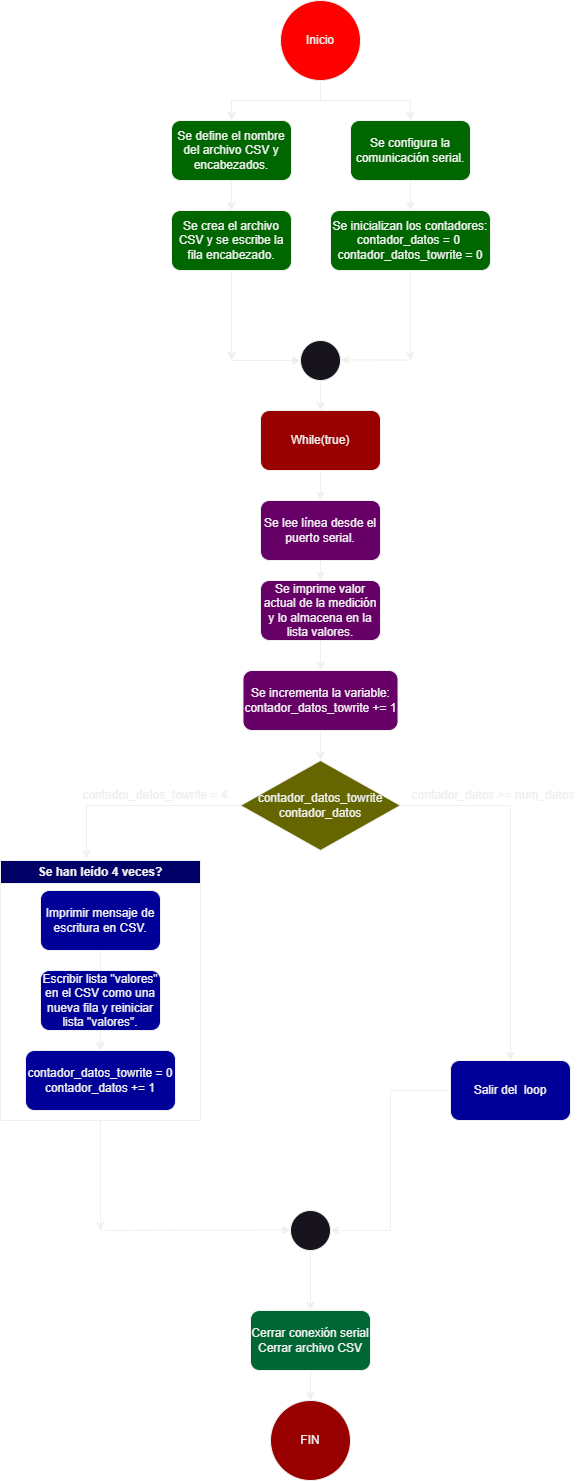 Inicio
Se define el nombre
del archivo CSV y
encabezados.
Se configura la
comunicación serial.
Se crea el archivo
CSV y se escribe la
fila encabezado.
Se inicializan los contadores:
contador_datos = 0
contador_datos_towrite = 0
While(true)
Se lee línea desde el
puerto serial.
Se imprime valor
actual de la medición
y lo almacena en la
lista valores.
Se incrementa la variable:
contador_datos_towrite += 1
contador_datos_towrite = 4
contador_datos_towrite
contador_datos
contador_datos >= num_datos
Se han leído 4 veces?
Imprimir mensaje de
escritura en CSV.
Escribir lista "valores"
en el CSV como una
nueva fila y reiniciar
lista "valores".
contador_datos_towrite = 0
contador_datos += 1
Salir del loop
Cerrar conexión serial
Cerrar archivo CSV
FIN